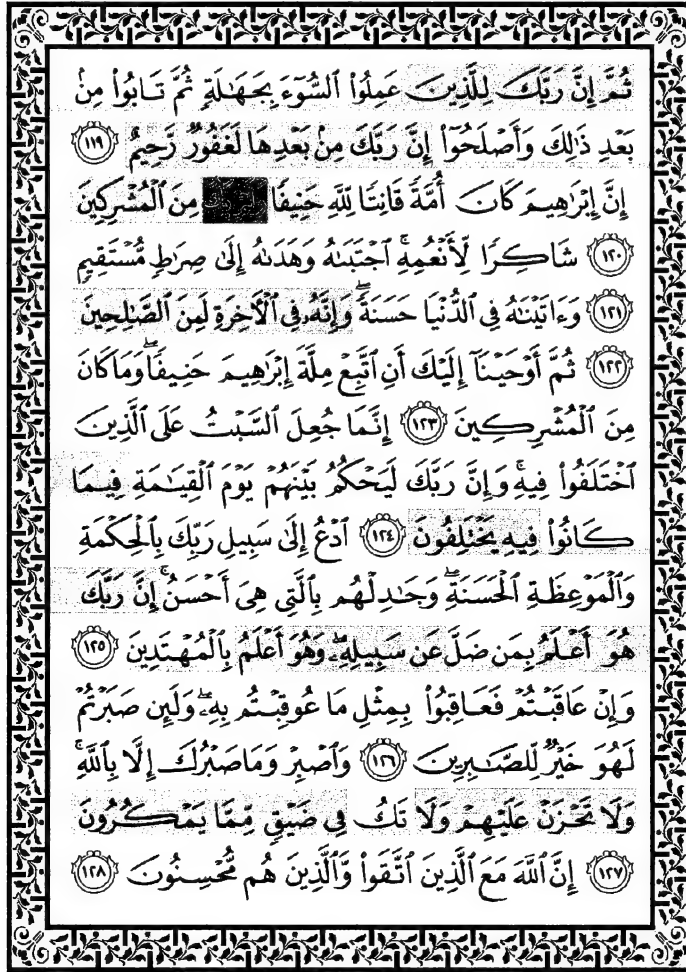 ثُمَّ إِنَّ رَبَّكَ لِلَّذِينَ عَمِلُوا۟ ٱلسُّوٓءَ بِجَهَـٰلَةٍ ثُمَّ تَابُوا۟ مِنۢ
بَعْدِ ذَٰلِكَ وَأَصْلَحُوٓا۟ إِنَّ رَبَّكَ مِنۢ بَعْدِهَا لَغَفُورٌ رَّحِيمٌ ﴿١١٩﴾
إِنَّ إِبْرَٰهِيمَ كَانَ أُمَّةً قَانِتًا لِّلَّهِ حَنِيفًا مِنَ ٱلْمُشْرِكِينَ
﴿١٢٠﴾ شَاكِرًا لِّأَنْعُمِهِ ۚ ٱجْتَبَىٰهُ وَهَدَىٰهُ إِلَىٰ صِرَٰطٍ مُّسْتَقِيمٍ
﴿١٢١﴾ وَءَاتَيْنَـٰهُ فِى ٱلدُّنْيَا حَسَنَةً ۖ وَإِنَّهُۥ فِى ٱلْـَٔاخِرَةِ لَمِنَ ٱلصَّـٰلِحِينَ
﴿١٢٢﴾ ثُمَّ أَوْحَيْنَآ إِلَيْكَ أَنِ ٱتَّبِعْ مِلَّةَ إِبْرَٰهِيمَ حَنِيفًا ۖ وَمَا كَانَ
مِنَ ٱلْمُشْرِكِينَ ﴿١٢٣﴾ إِنَّمَا جُعِلَ ٱلسَّبْتُ عَلَى ٱلَّذِينَ
ٱخْتَلَفُوا۟ فِيهِ ۚ وَإِنَّ رَبَّكَ لَيَحْكُمُ بَيْنَهُمْ يَوْمَ ٱلْقِيَـٰمَةِ فِيمَا
كَانُوا۟ فِيهِ يَخْتَلِفُونَ ﴿١٢٤﴾ ٱدْعُ إِلَىٰ سَبِيلِ رَبِّكَ بِٱلْحِكْمَةِ
وَٱلْمَوْعِظَةِ ٱلْحَسَنَةِ ۖ وَجَـٰدِلْهُم بِٱلَّتِى هِىَ أَحْسَنُ ۚ إِنَّ رَبَّكَ
هُوَ أَعْلَمُ بِمَن ضَلَّ عَن سَبِيلِهِۦ ۖ وَهُوَ أَعْلَمُ بِٱلْمُهْتَدِينَ ﴿١٢٥﴾
وَإِنْ عَاقَبْتُمْ فَعَاقِبُوا۟ بِمِثْلِ مَا عُوقِبْتُم بِهِۦ ۖ وَلَئِن صَبَرْتُمْ
لَهُوَ خَيْرٌ لِّلصَّـٰبِرِينَ ﴿١٢٦﴾ وَٱصْبِرْ وَمَا صَبْرُكَ إِلَّا بِٱللَّهِ ۚ
وَلَا تَحْزَنْ عَلَيْهِمْ وَلَا تَكُ فِى ضَيْقٍ مِّمَّا يَمْكُرُونَ
﴿١٢٧﴾ إِنَّ ٱللَّهَ مَعَ ٱلَّذِينَ ٱتَّقَوا۟ وَّٱلَّذِينَ هُم مُّحْسِنُونَ ﴿١٢٨﴾